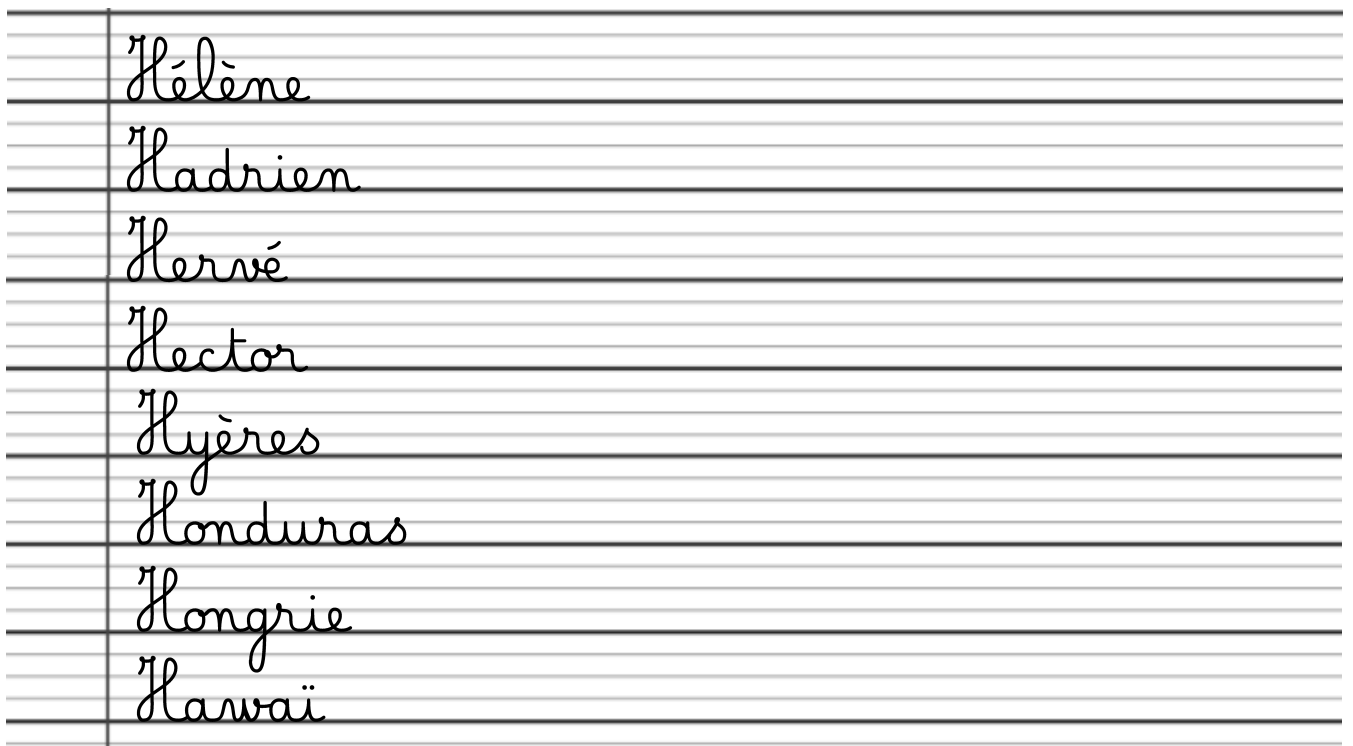 Hélène
Hadrien
Hervé
Hector
Hyères
Honduras
Hongrie
Hawaï